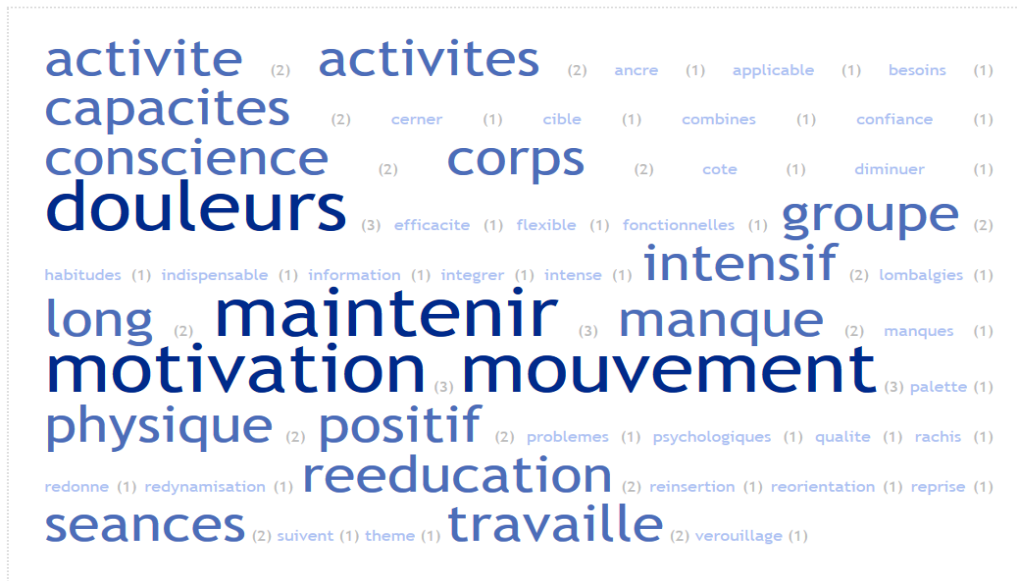 activite (2) activites (2) ancre (1) applicable (1) besoins (1)
capacites (2) cerner (1) cible (1) combines (1) confiance (1)
conscience (2) corps (2) cote (1) diminuer (1)
douleurs (3) efficacite (1) flexible (1) fonctionnelles (1) groupe (2)
habitudes (1) indispensable (1) information (1) integrer (1) intense (1) intensif (2) lombalgies (1)
long (2) maintenir (3) manque (2) manques (1)
motivation (3) mouvement (3) palette (1)
physique (2) positif (2) problemes (1) psychologiques (1) qualite (1) rachis (1)
redonne (1) redynamisation (1) reeducation (2) reinsertion (1) reorientation (1) reprise (1)
seances (2) suivent (1) theme (1) travaille (2) verouillage (1)